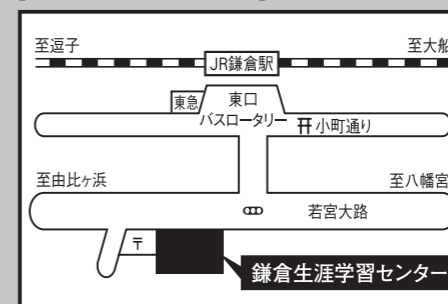 至逗子
至大船
JR鎌倉駅
東急
東口
バスロータリー
小町通り
至由比ヶ浜
至八幡宮
若宮大路
〒
鎌倉生涯学習センター